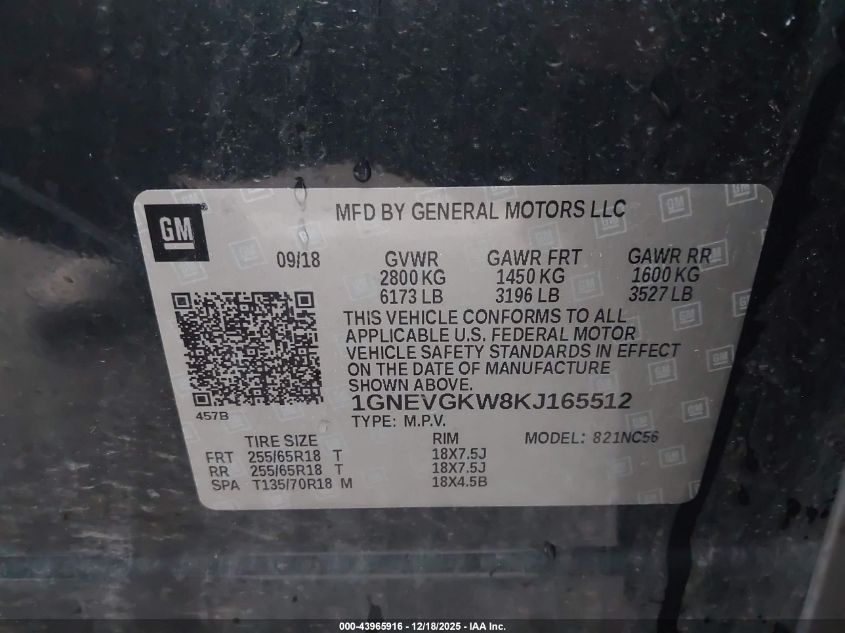 GM
MFD BY GENERAL MOTORS LLC
09/18 GVWR GAWR FRT GAWR RR
2800 KG 1450 KG 1600 KG
6173 LB 3196 LB 3527 LB
THIS VEHICLE CONFORMS TO ALL
APPLICABLE U.S. FEDERAL MOTOR
VEHICLE SAFETY STANDARDS IN EFFECT
ON THE DATE OF MANUFACTURE
SHOWN ABOVE.
457B
1GNEVGKW8KJ165512
TYPE: M.P.V.
TIRE SIZE RIM MODEL: 821NC56
FRT 255/65R18 T 18X7.5J
RR 255/65R18 T 18X7.5J
SPA T135/70R18 M 18X4.5B
000-43965916 - 12/18/2025 - IAA Inc.